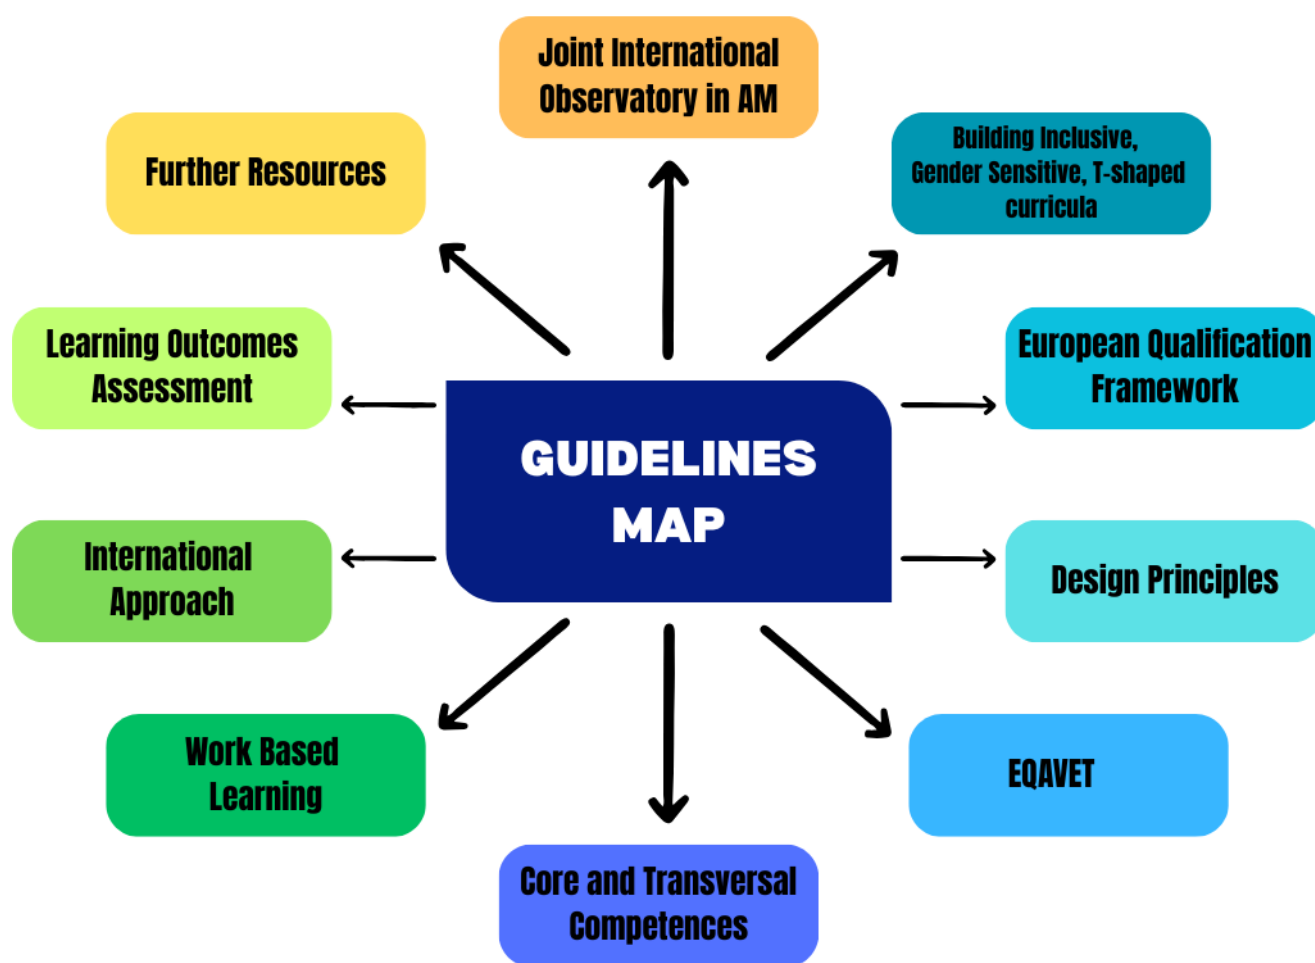 Joint International
Observatory in AM
Further Resources
Building Inclusive,
Gender Sensitive, T-shaped
curricula
Learning Outcomes
Assessment
European Qualification
Framework
GUIDELINES
MAP
International
Approach
Design Principles
Work Based
Learning
EQAVET
Core and Transversal
Competences